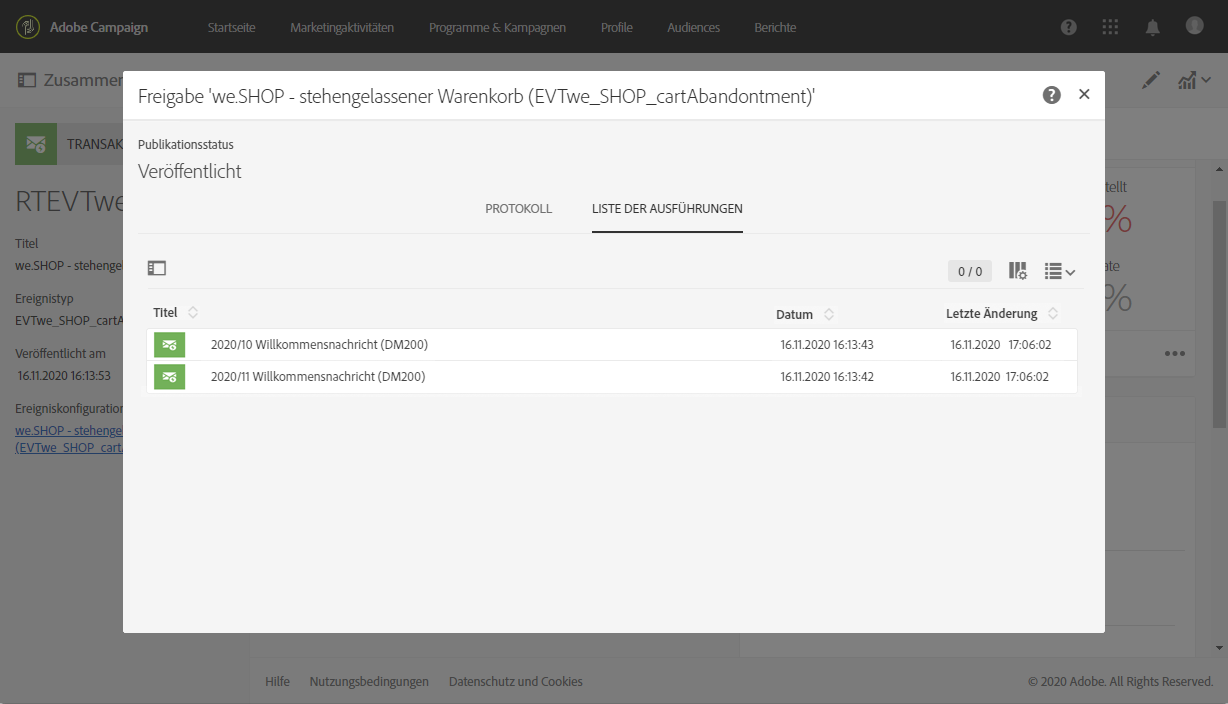 Adobe Campaign
Startseite
Marketingaktivitäten
Programme & Kampagnen
Profile
Audiences
Berichte
Zusammen
Freigabe 'we.SHOP - stehengelassener Warenkorb (EVTwe_SHOP_cartAbandontment)'
Publikationsstatus
Veröffentlicht
PROTOKOLL
LISTE DER AUSFÜHRUNGEN
0 / 0
Titel
Datum
Letzte Änderung
2020/10 Willkommensnachricht (DM200)
16.11.2020 16:13:43
16.11.2020 17:06:02
2020/11 Willkommensnachricht (DM200)
16.11.2020 16:13:42
16.11.2020 17:06:02
TRANSAK
RTEVTwe
Titel
we.SHOP - stehengel
Ereignistyp
EVTwe_SHOP_cartA
Veröffentlicht am
16.11.2020 16:13:53
Ereigniskonfiguration
we.SHOP - stehenge
(EVTwe_SHOP_cart
tellt
%
ate
%
Hilfe
Nutzungsbedingungen
Datenschutz und Cookies
© 2020 Adobe. All Rights Reserved.